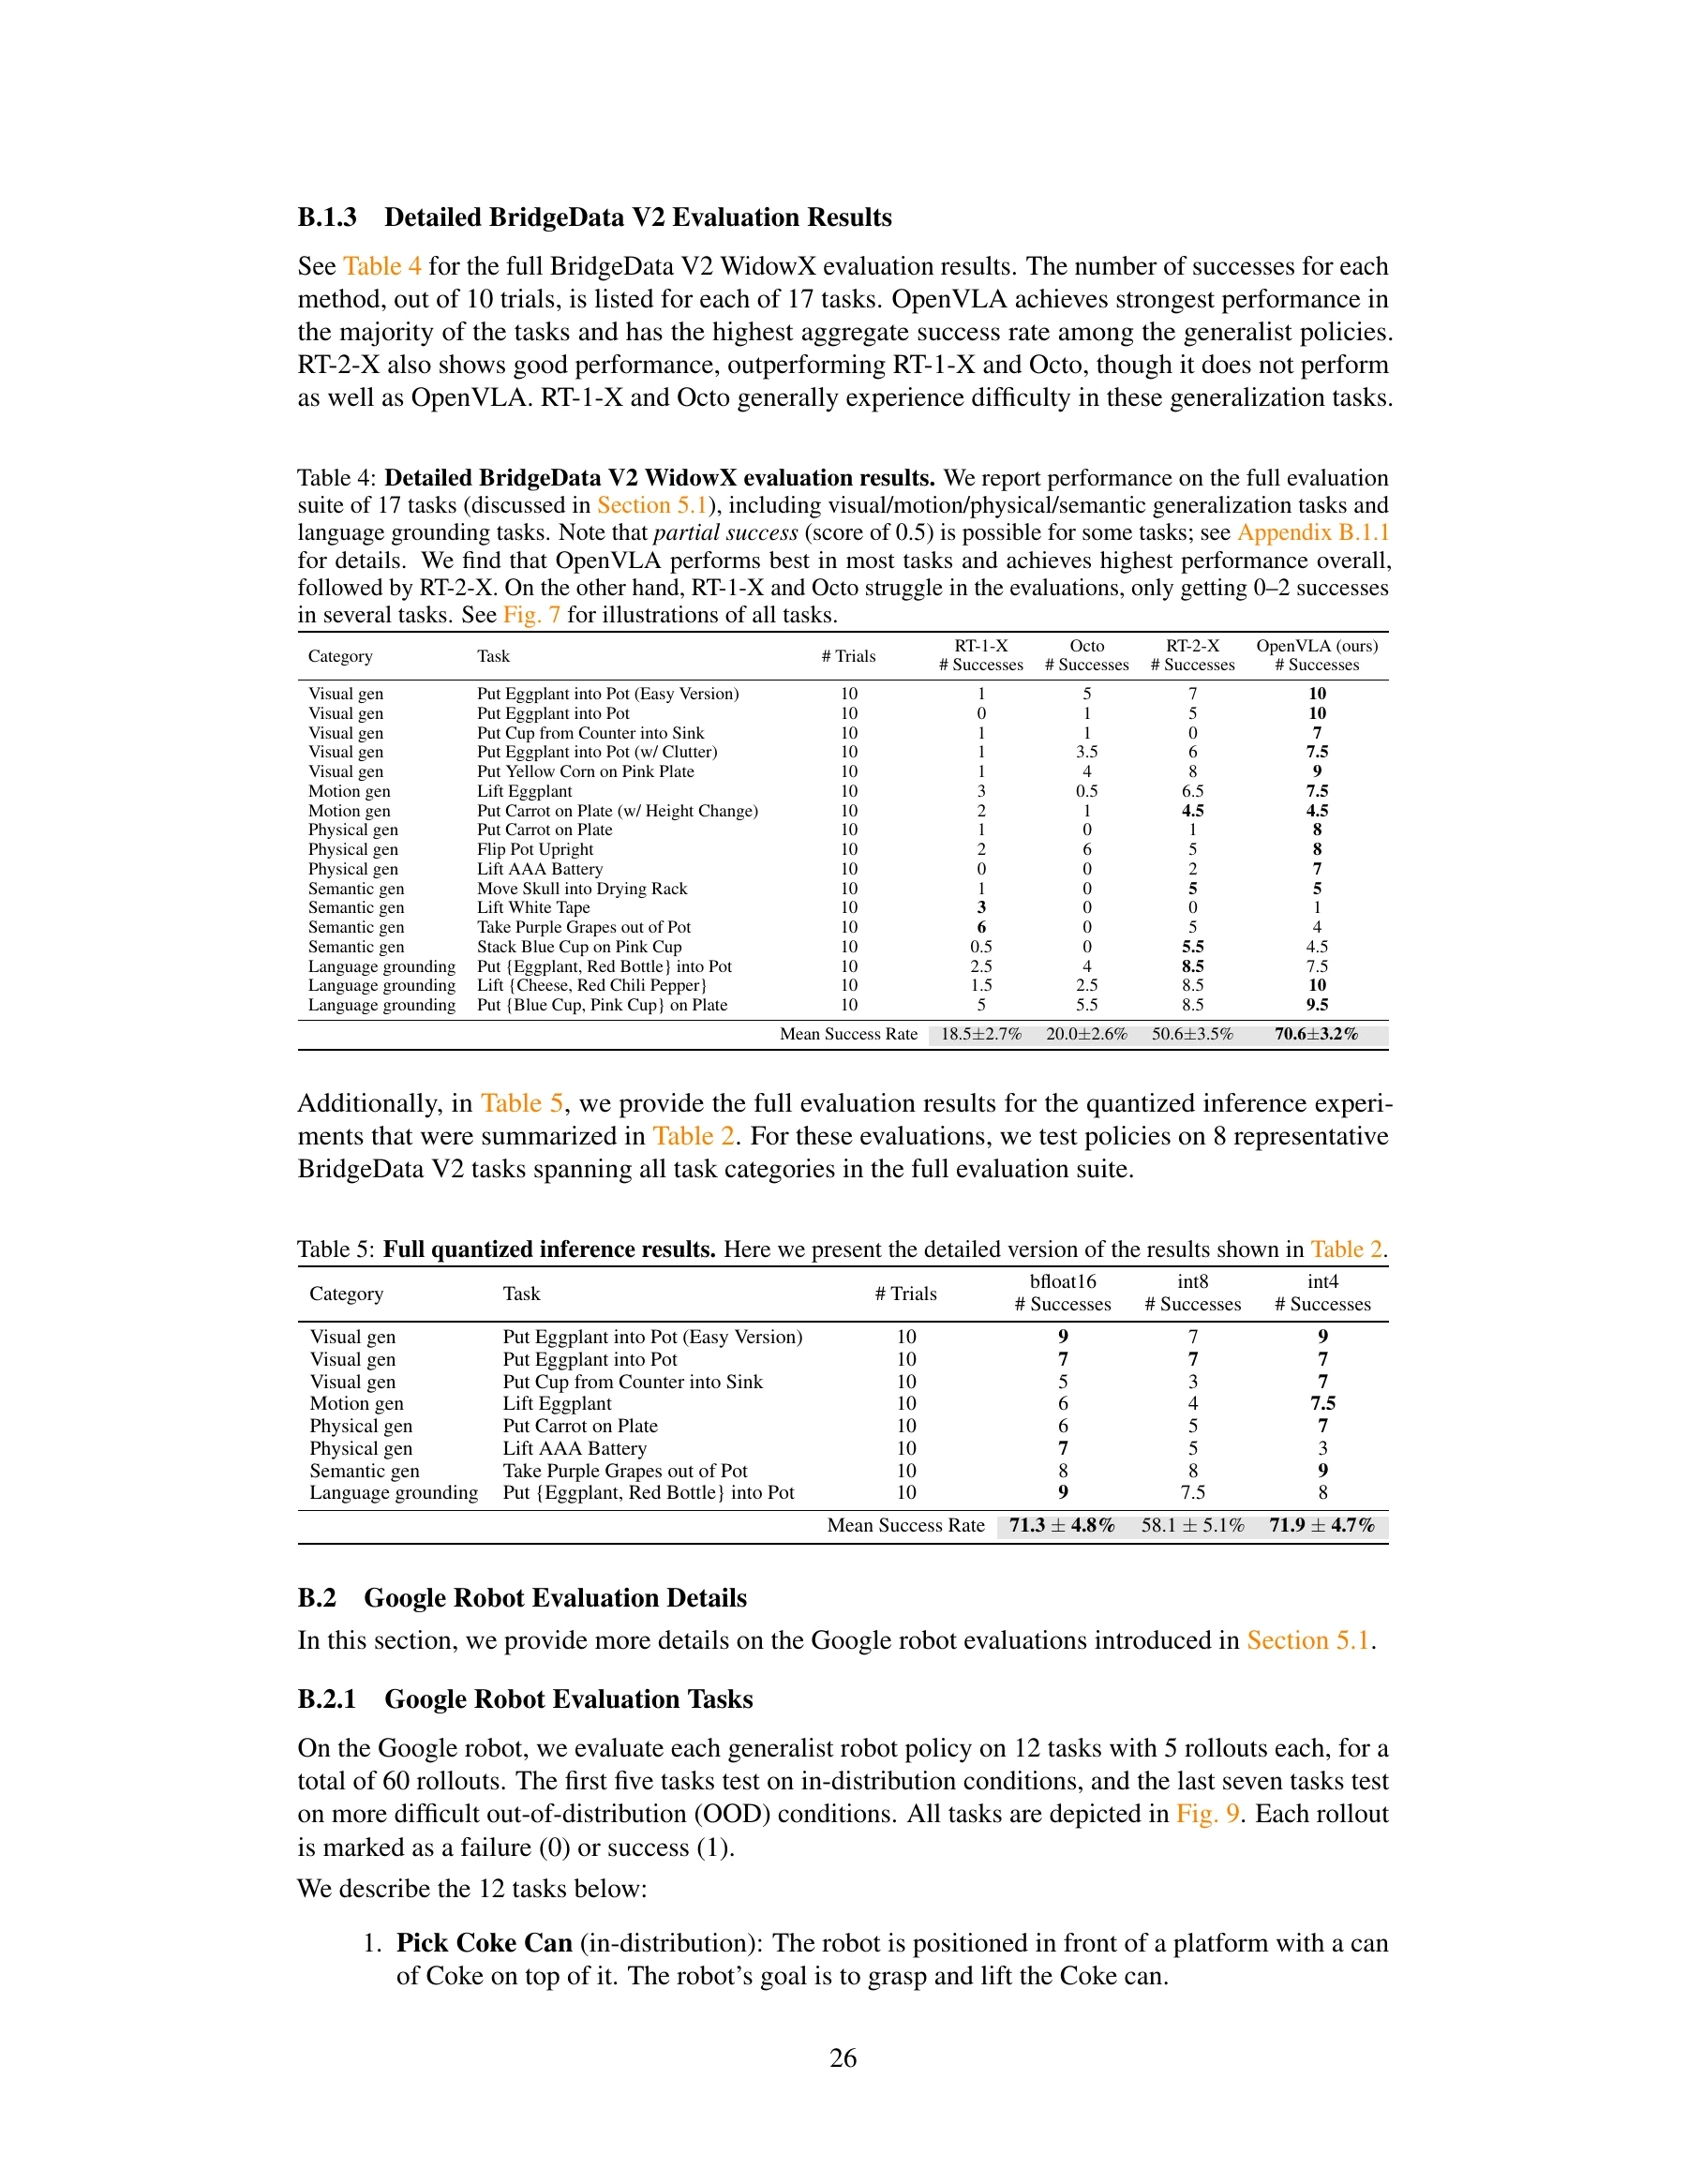 B.1.3 Detailed BridgeData V2 Evaluation Results
See Table 4 for the full BridgeData V2 WidowX evaluation results. The number of successes for each
method, out of 10 trials, is listed for each of 17 tasks. OpenVLA achieves strongest performance in
the majority of the tasks and has the highest aggregate success rate among the generalist policies.
RT-2-X also shows good performance, outperforming RT-1-X and Octo, though it does not perform
as well as OpenVLA. RT-1-X and Octo generally experience difficulty in these generalization tasks.
Table 4: Detailed BridgeData V2 WidowX evaluation results. We report performance on the full evaluation
suite of 17 tasks (discussed in Section 5.1), including visual/motion/physical/semantic generalization tasks and
language grounding tasks. Note that partial success (score of 0.5) is possible for some tasks; see Appendix B.1.1
for details. We find that OpenVLA performs best in most tasks and achieves highest performance overall,
followed by RT-2-X. On the other hand, RT-1-X and Octo struggle in the evaluations, only getting 0–2 successes
in several tasks. See Fig. 7 for illustrations of all tasks.
Category Task # Trials RT-1-X # Successes Octo # Successes RT-2-X # Successes OpenVLA (ours) # Successes
Visual gen Put Eggplant into Pot (Easy Version) 10 1 5 7 10
Visual gen Put Eggplant into Pot 10 0 1 5 10
Visual gen Put Cup from Counter into Sink 10 1 1 0 7
Visual gen Put Eggplant into Pot (w/ Clutter) 10 1 3.5 6 7.5
Visual gen Put Yellow Corn on Pink Plate 10 1 4 8 9
Motion gen Lift Eggplant 10 3 0.5 6.5 7.5
Motion gen Put Carrot on Plate (w/ Height Change) 10 2 1 4.5 4.5
Physical gen Put Carrot on Plate 10 1 0 1 8
Physical gen Flip Pot Upright 10 2 6 5 8
Physical gen Lift AAA Battery 10 0 0 2 7
Semantic gen Move Skull into Drying Rack 10 1 0 5 5
Semantic gen Lift White Tape 10 3 0 0 1
Semantic gen Take Purple Grapes out of Pot 10 6 0 5 4
Semantic gen Stack Blue Cup on Pink Cup 10 0.5 0 5.5 4.5
Language grounding Put {Eggplant, Red Bottle} into Pot 10 2.5 4 8.5 7.5
Language grounding Lift {Cheese, Red Chili Pepper} 10 1.5 2.5 8.5 10
Language grounding Put {Blue Cup, Pink Cup} on Plate 10 5 5.5 8.5 9.5
Mean Success Rate 18.5±2.7% 20.0±2.6% 50.6±3.5% 70.6±3.2%
Additionally, in Table 5, we provide the full evaluation results for the quantized inference experi-
ments that were summarized in Table 2. For these evaluations, we test policies on 8 representative
BridgeData V2 tasks spanning all task categories in the full evaluation suite.
Table 5: Full quantized inference results. Here we present the detailed version of the results shown in Table 2.
Category Task # Trials bfloat16 # Successes int8 # Successes int4 # Successes
Visual gen Put Eggplant into Pot (Easy Version) 10 9 7 9
Visual gen Put Eggplant into Pot 10 7 7 7
Visual gen Put Cup from Counter into Sink 10 5 3 7
Motion gen Lift Eggplant 10 6 4 7.5
Physical gen Put Carrot on Plate 10 6 5 7
Physical gen Lift AAA Battery 10 7 5 3
Semantic gen Take Purple Grapes out of Pot 10 8 8 9
Language grounding Put {Eggplant, Red Bottle} into Pot 10 9 7.5 8
Mean Success Rate 71.3 ± 4.8% 58.1 ± 5.1% 71.9 ± 4.7%
B.2 Google Robot Evaluation Details
In this section, we provide more details on the Google robot evaluations introduced in Section 5.1.
B.2.1 Google Robot Evaluation Tasks
On the Google robot, we evaluate each generalist robot policy on 12 tasks with 5 rollouts each, for a
total of 60 rollouts. The first five tasks test on in-distribution conditions, and the last seven tasks test
on more difficult out-of-distribution (OOD) conditions. All tasks are depicted in Fig. 9. Each rollout
is marked as a failure (0) or success (1).
We describe the 12 tasks below:
1. Pick Coke Can (in-distribution): The robot is positioned in front of a platform with a can
of Coke on top of it. The robot's goal is to grasp and lift the Coke can.
26